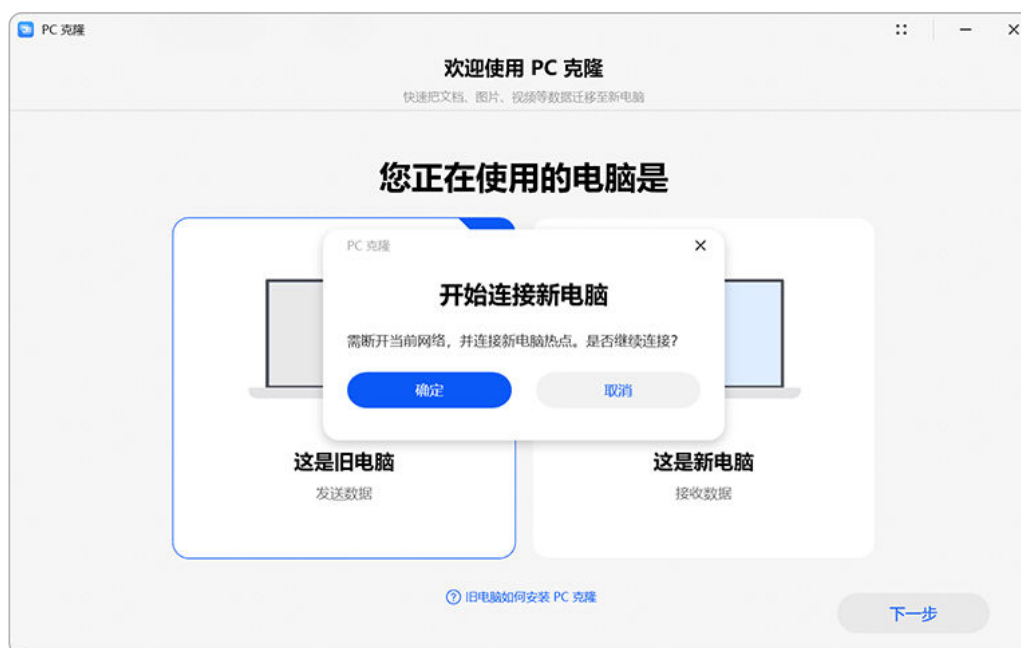 PC 克隆
欢迎使用 PC 克隆
快速把文档、图片、视频等数据迁移至新电脑
您正在使用的电脑是
PC 克隆
开始连接新电脑
需断开当前网络，并连接新电脑热点。是否继续连接？
确定
取消
这是旧电脑
发送数据
这是新电脑
接收数据
旧电脑如何安装 PC 克隆
下一步